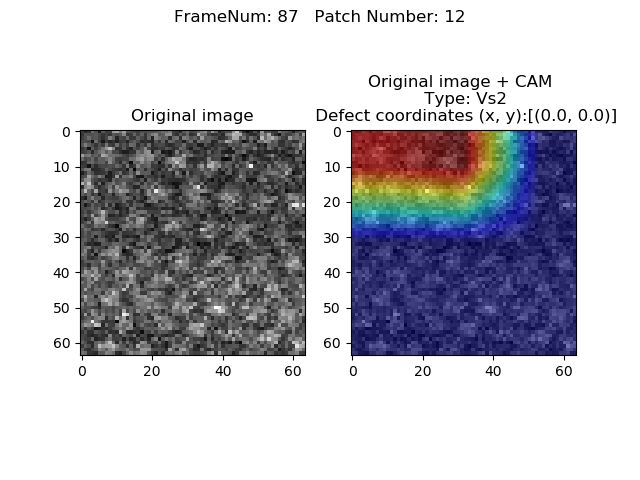 FrameNum: 87   Patch Number: 12
Original image
Original image + CAM
Type: Vs2
Defect coordinates (x, y):[(0.0, 0.0)]
0
10
20
30
40
50
60
0 20 40 60
0
10
20
30
40
50
60
0 20 40 60